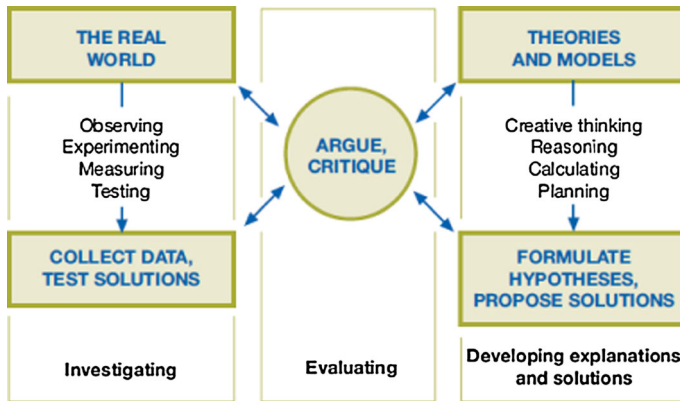 THE REAL
WORLD
Observing
Experimenting
Measuring
Testing
COLLECT DATA,
TEST SOLUTIONS
Investigating
ARGUE,
CRITIQUE
Evaluating
THEORIES
AND MODELS
Creative thinking
Reasoning
Calculating
Planning
FORMULATE
HYPOTHESES,
PROPOSE SOLUTIONS
Developing explanations
and solutions